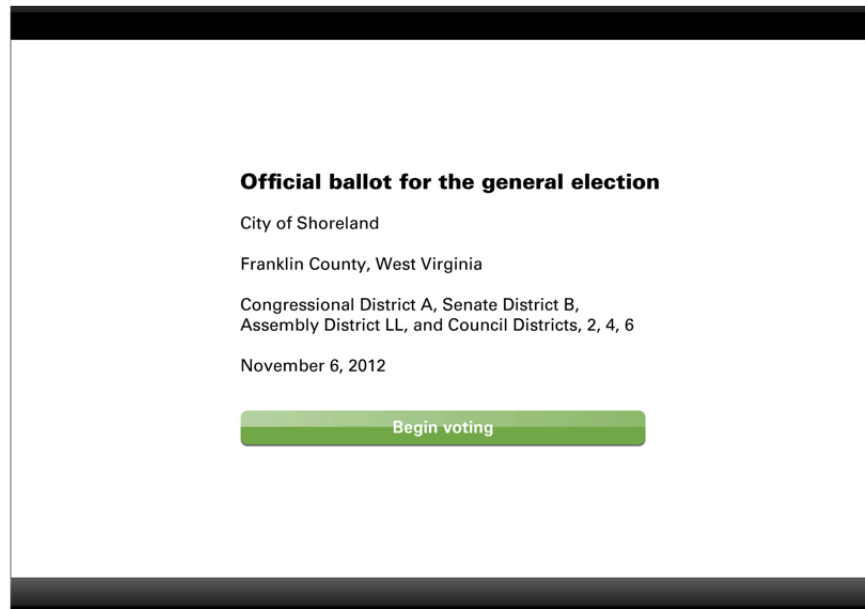 Official ballot for the general election
City of Shoreland
Franklin County, West Virginia
Congressional District A, Senate District B,
Assembly District LL, and Council Districts, 2, 4, 6
November 6, 2012
Begin voting